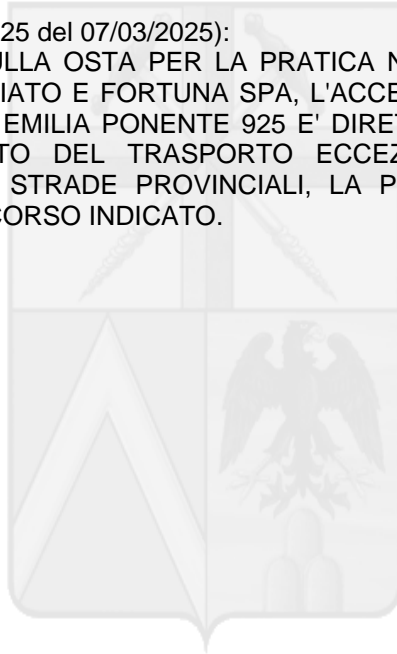 25 del 07/03/2025):
ULLA OSTA PER LA PRATICA N
IATO E FORTUNA SPA, L'ACCE
EMILIA PONENTE 925 E' DIRET
TO DEL TRASPORTO ECCEZ
STRADE PROVINCIALI, LA P
CORSO INDICATO.